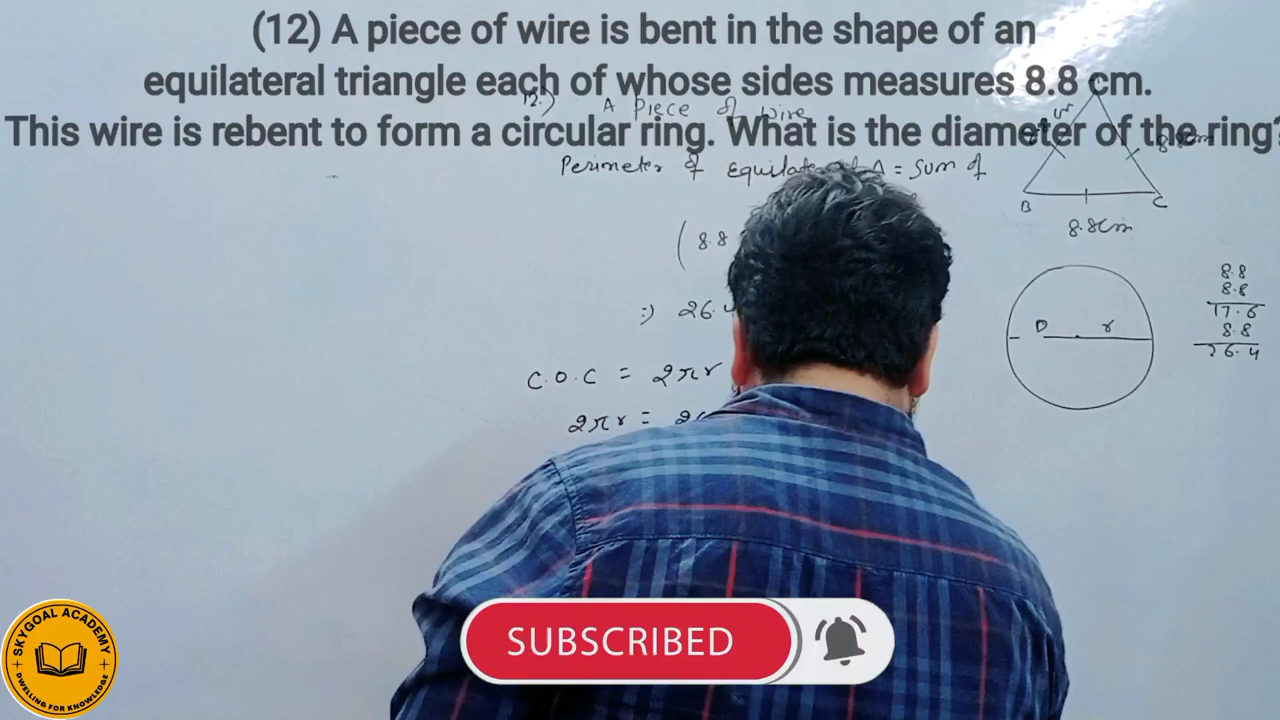 (12) A piece of wire is bent in the shape of an
equilateral triangle each of whose sides measures 8.8 cm.
This wire is rebent to form a circular ring. What is the diameter of the ring?
12.) A Piece of wire
Perimeter of Equilateral Δ = Sum of
(8.8
=) 26.4
C.O.C = 2πr
2πr = 26
B C
8.8cm
D r
8.8
8.8
17.6
8.8
26.4
SUBSCRIBED
SKYGOAL ACADEMY
DWELLING FOR KNOWLEDGE